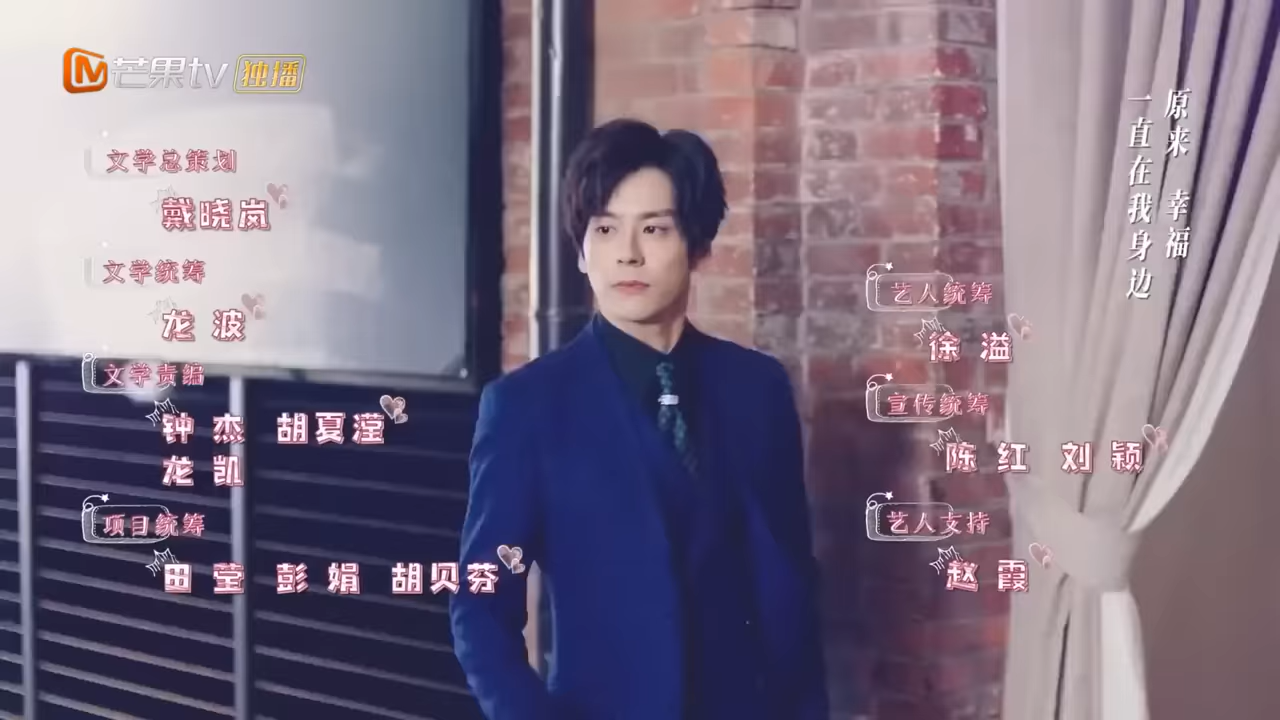 芒果tv 独播
文学总策划
戴晓岚
文学统筹
龙 波
文学责编
钟 杰 胡夏滢
龙 凯
项目统筹
田 莹 彭 娟 胡贝芬
原来 幸福
一直在我身边
艺人统筹
徐 溢
宣传统筹
陈 红 刘 颖
艺人支持
赵 霞